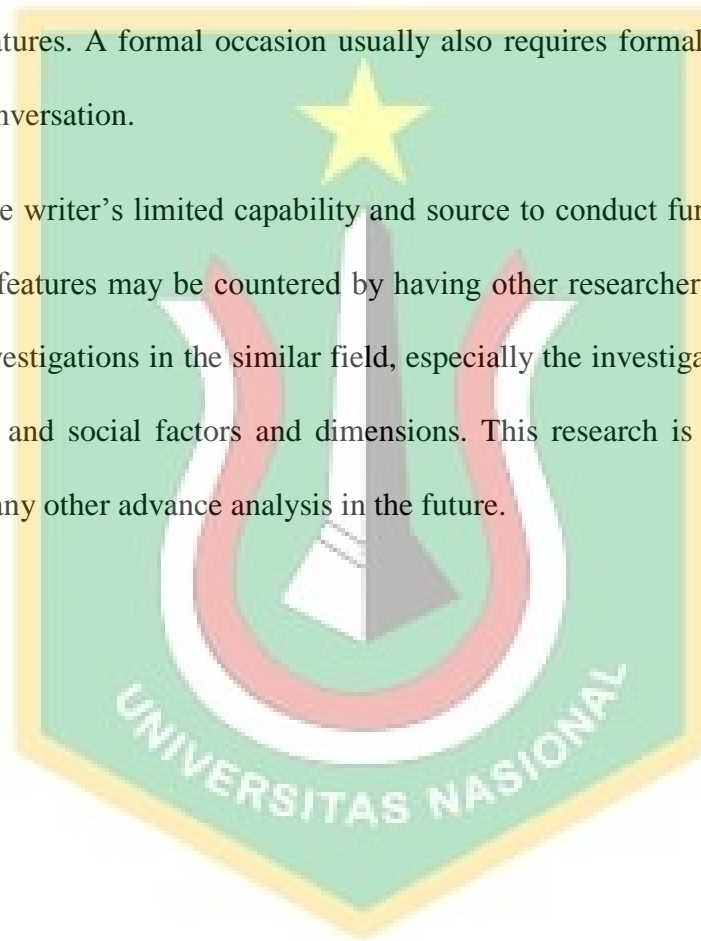 atures. A formal occasion usually also requires formal
nversation.
e writer’s limited capability and source to conduct fur
features may be countered by having other researcher
vestigations in the similar field, especially the investiga
and social factors and dimensions. This research is
any other advance analysis in the future.
UNIVERSITAS NASIONAL